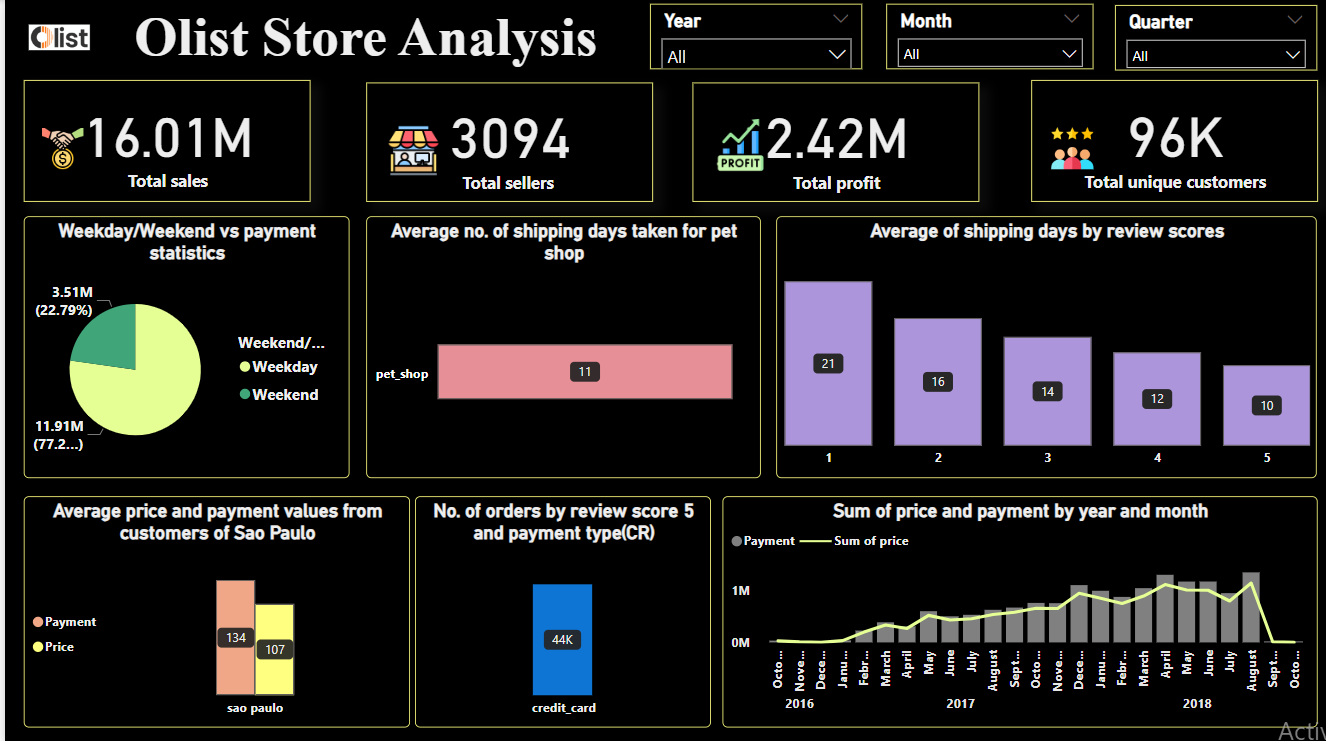 Olist
Olist Store Analysis
Year
All
Month
All
Quarter
All
16.01M
Total sales
3094
Total sellers
PROFIT
2.42M
Total profit
96K
Total unique customers
Weekday/Weekend vs payment
statistics
3.51M
(22.79%)
11.91M
(77.2...)
Weekend/...
Weekday
Weekend
Average no. of shipping days taken for pet
shop
pet_shop
11
Average of shipping days by review scores
21
16
14
12
10
1
2
3
4
5
Average price and payment values from
customers of Sao Paulo
Payment
Price
134
107
sao paulo
No. of orders by review score 5
and payment type(CR)
44K
credit_card
Sum of price and payment by year and month
Payment
Sum of price
1M
0M
Octo...
Nove...
Dece...
Janu...
Febr...
March
April
May
June
July
August
Sept...
Octo...
Nove...
Dece...
Janu...
Febr...
March
April
May
June
July
August
Sept...
Octo...
2016
2017
2018
Activ